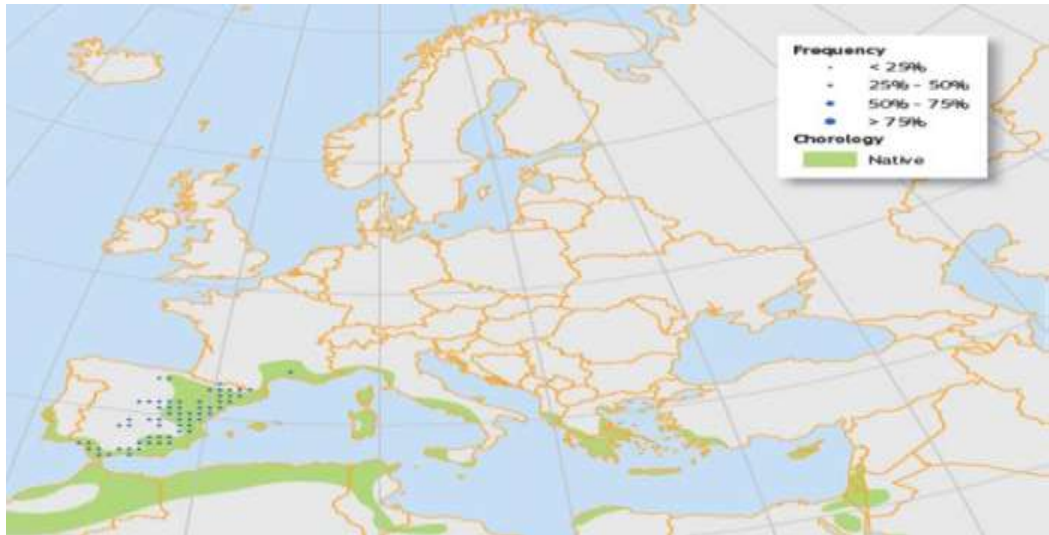 Frequency
< 25%
25% - 50%
50% - 75%
> 75%
Chorology
Native